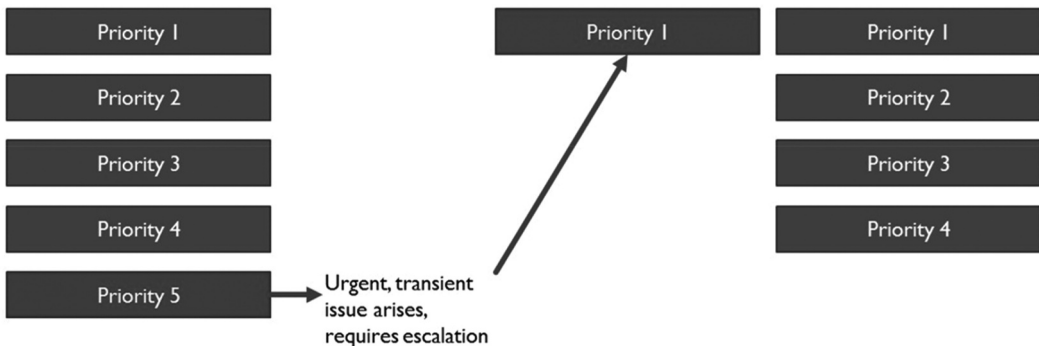 Priority 1
Priority 2
Priority 3
Priority 4
Priority 5
Urgent, transient
issue arises,
requires escalation
Priority 1
Priority 1
Priority 2
Priority 3
Priority 4